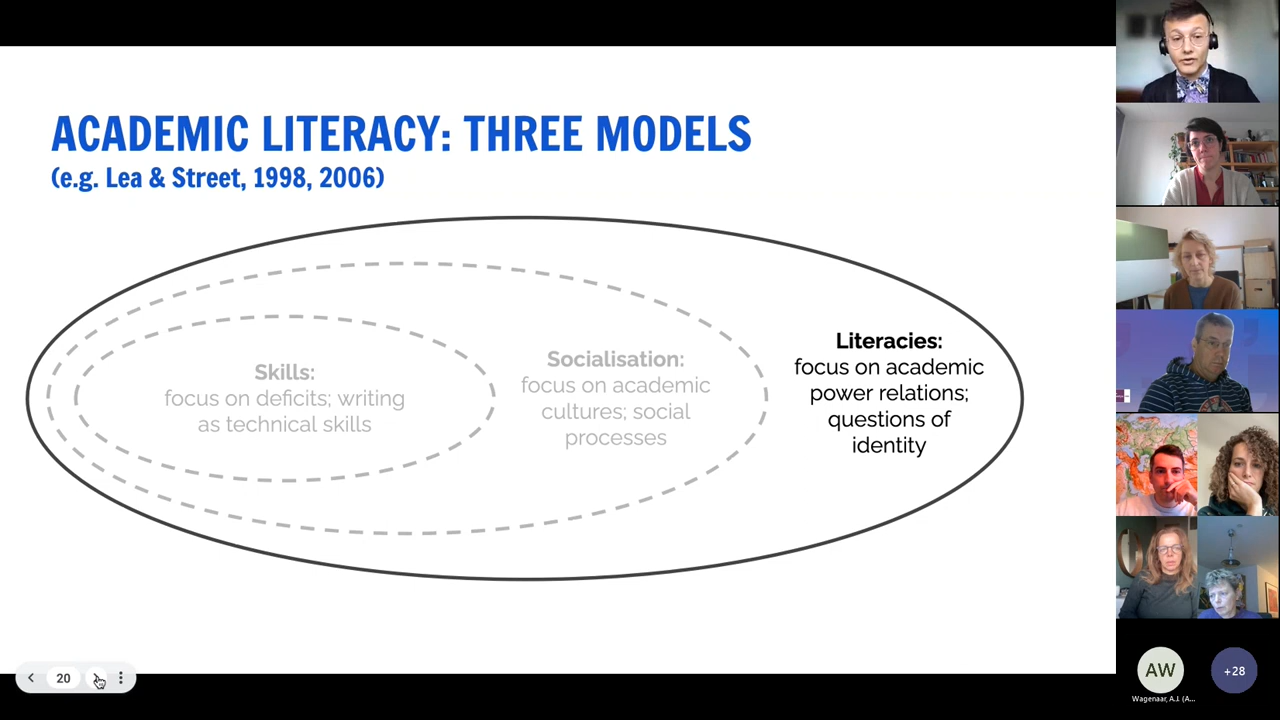 ACADEMIC LITERACY: THREE MODELS
(e.g. Lea & Street, 1998, 2006)
Skills:
focus on deficits; writing
as technical skills
Socialisation:
focus on academic
cultures; social
processes
Literacies:
focus on academic
power relations;
questions of
identity
20
AW
+28
Wagenaar, A.J. (A...